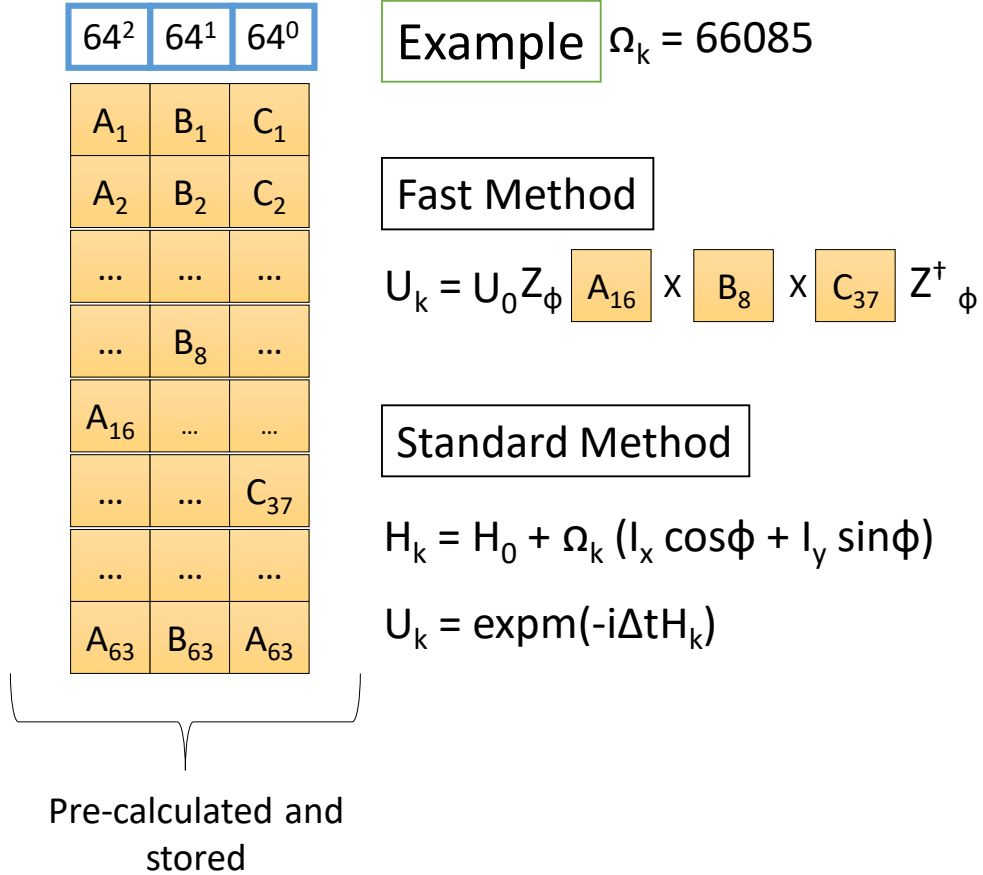 64² 64¹ 64⁰
Example Ωₖ = 66085
A₁ B₁ C₁
A₂ B₂ C₂
... ... ...
... B₈ ...
A₁₆ ... ...
... ... C₃₇
... ... ...
A₆₃ B₆₃ A₆₃
Pre-calculated and
stored
Fast Method
Uₖ = U₀Z_ϕ A₁₆ X B₈ X C₃₇ Z†_ϕ
Standard Method
Hₖ = H₀ + Ωₖ (Iₓ cosϕ + I_y sinϕ)
Uₖ = expm(-iΔtHₖ)